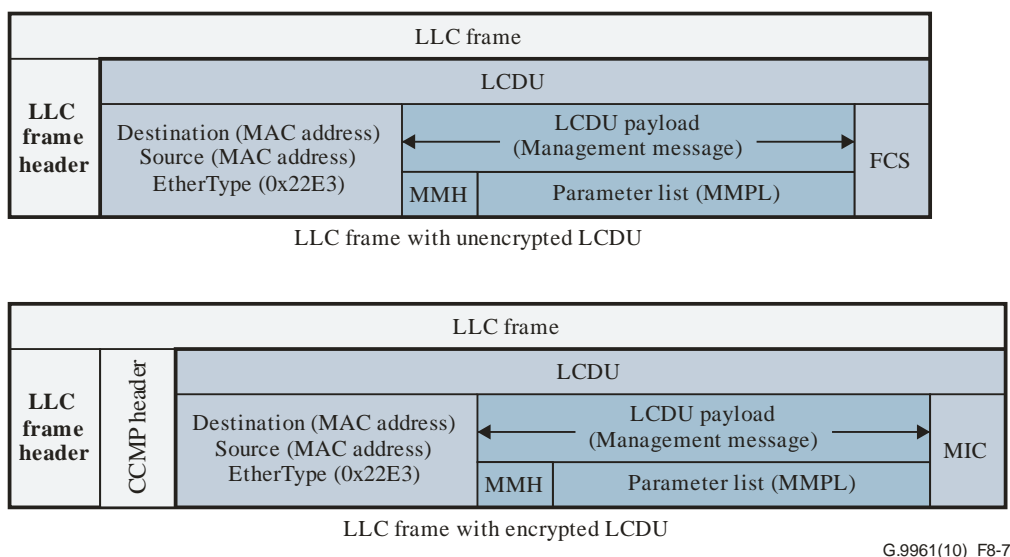 LLC frame
LLC
frame
header
LCDU
Destination (MAC address)
Source (MAC address)
EtherType (0x22E3)
LCDU payload
(Management message)
MMH
Parameter list (MMPL)
FCS
LLC frame with unencrypted LCDU
LLC frame
LLC
frame
header
CCMP header
LCDU
Destination (MAC address)
Source (MAC address)
EtherType (0x22E3)
LCDU payload
(Management message)
MMH
Parameter list (MMPL)
MIC
LLC frame with encrypted LCDU
G.9961(10)_F8-7